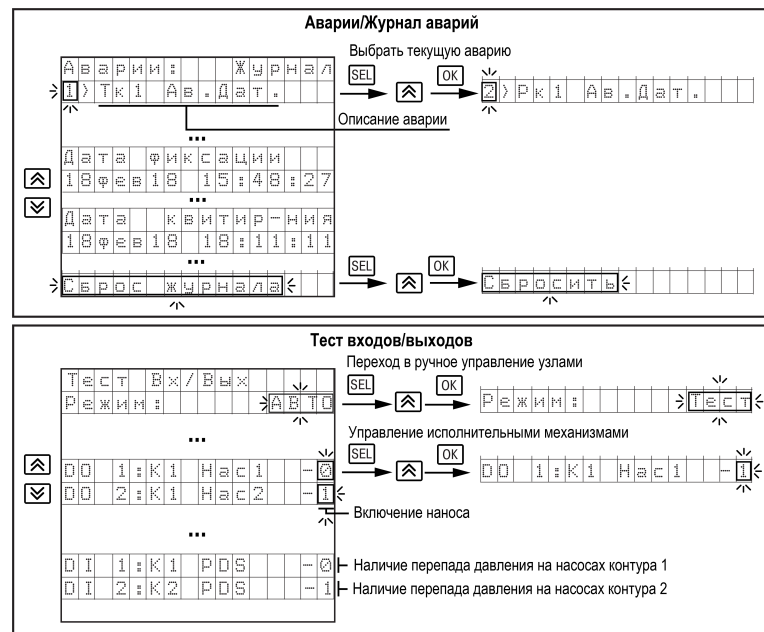 Аварии/Журнал аварий
Выбрать текущую аварию
Аварии: Журнал
SEL OK
1>Тк1 Ав.Дат.
2>Рк1 Ав.Дат.
Описание аварии
...
Дата фиксации
18фев18 15:48:27
...
Дата квитир-ния
18фев18 18:11:11
...
SEL OK
Сброс журнала
Сбросить
Тест входов/выходов
Переход в ручное управление узлами
Тест Вх/Вых
SEL OK
Режим: АВТО
Режим: Тест
...
Управление исполнительными механизмами
SEL OK
DO 1:К1 Нас1 -0
DO 1:К1 Нас1 -1
DO 2:К1 Нас2 -1
Включение наноса
...
DI 1:К1 PDS -0
Наличие перепада давления на насосах контура 1
DI 2:К2 PDS -1
Наличие перепада давления на насосах контура 2